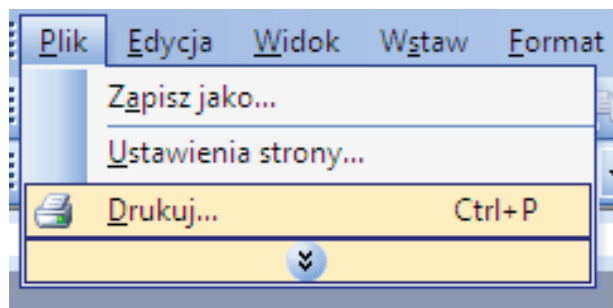 Plik Edycja Widok Wstaw Format
Zapisz jako...
Ustawienia strony...
Drukuj... Ctrl+P